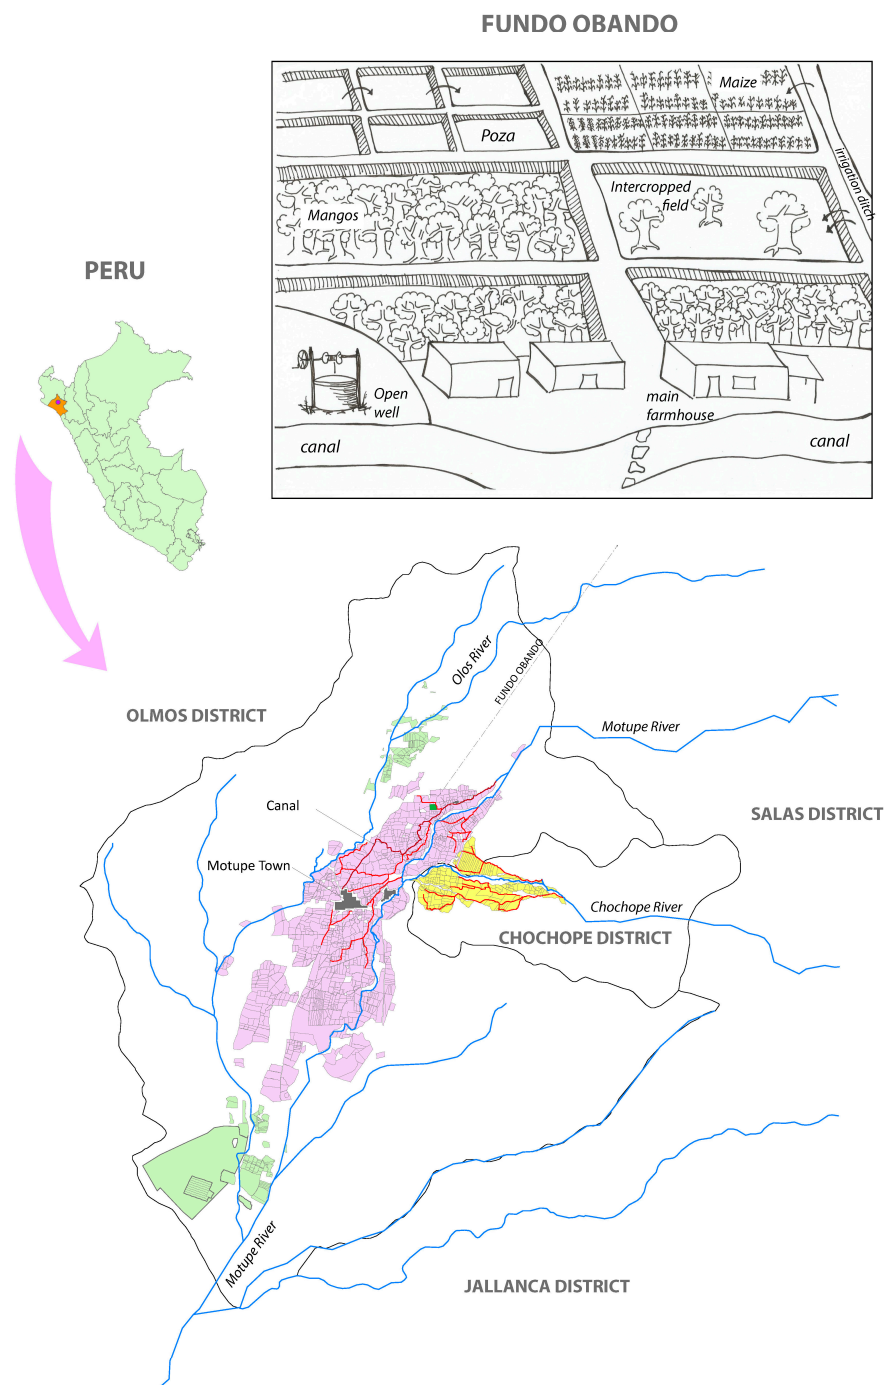 FUNDO OBANDO
Maize
Poza
irrigation ditch
Intercropped
field
Mangos
PERU
Open
well
main
farmhouse
canal
canal
Olos River
FUNDO OBANDO
OLMOS DISTRICT
Motupe River
Canal
SALAS DISTRICT
Motupe Town
Chochope River
CHOCHOPE DISTRICT
Motupe River
JALLANCA DISTRICT